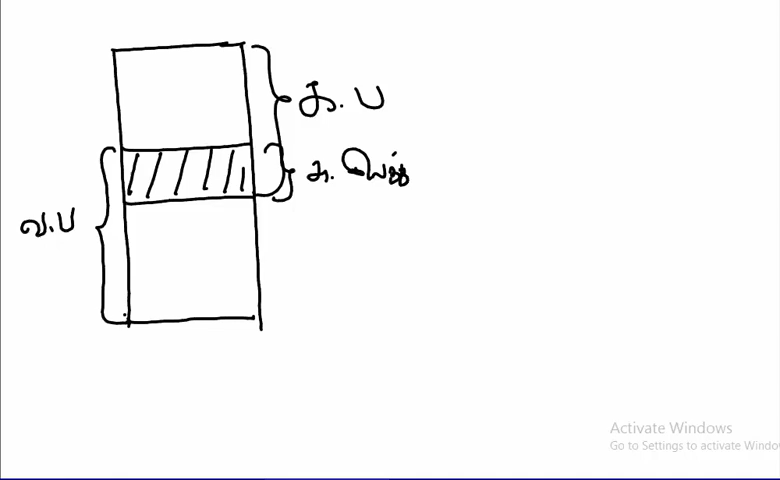 க. ப
க. வெற்
வ.ப
Activate Windows
Go to Settings to activate Windo